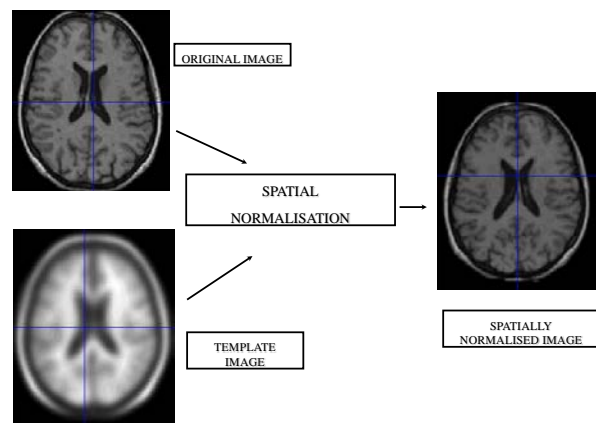 ORIGINAL IMAGE
SPATIAL
NORMALISATION
TEMPLATE
IMAGE
SPATIALLY
NORMALISED IMAGE